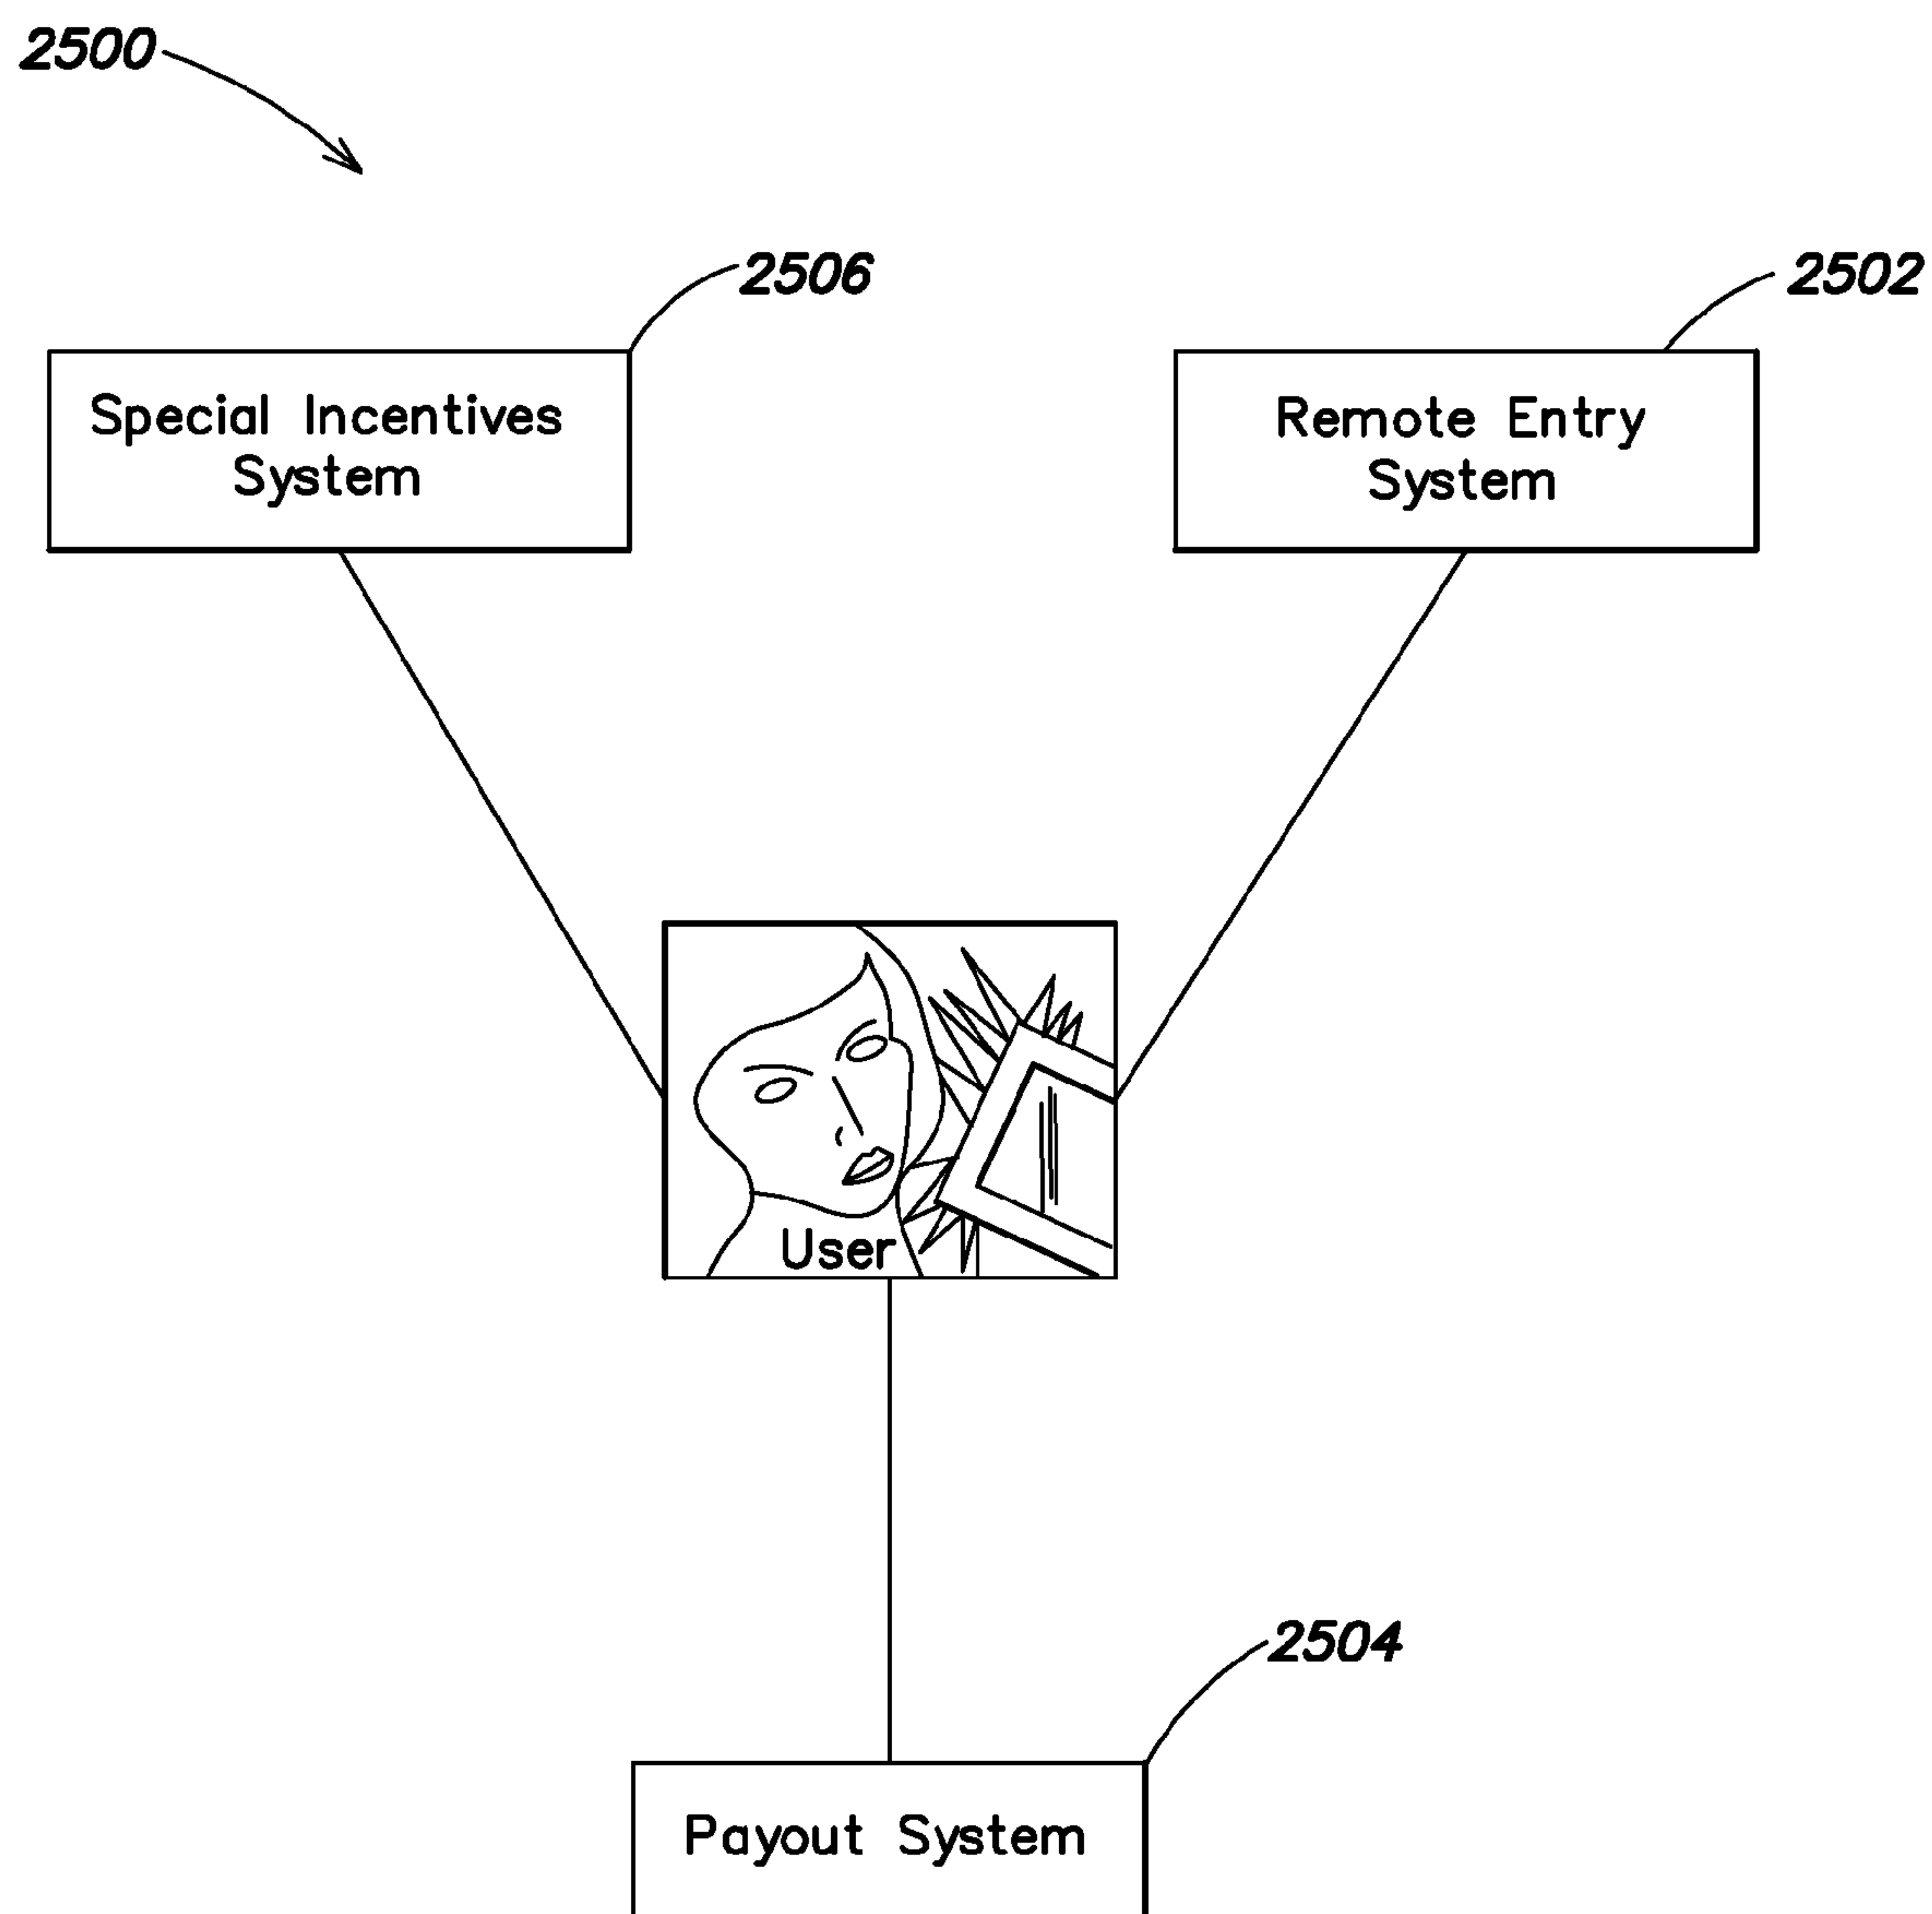 2500
2506
2502
Special Incentives
System
Remote Entry
System
User
2504
Payout System